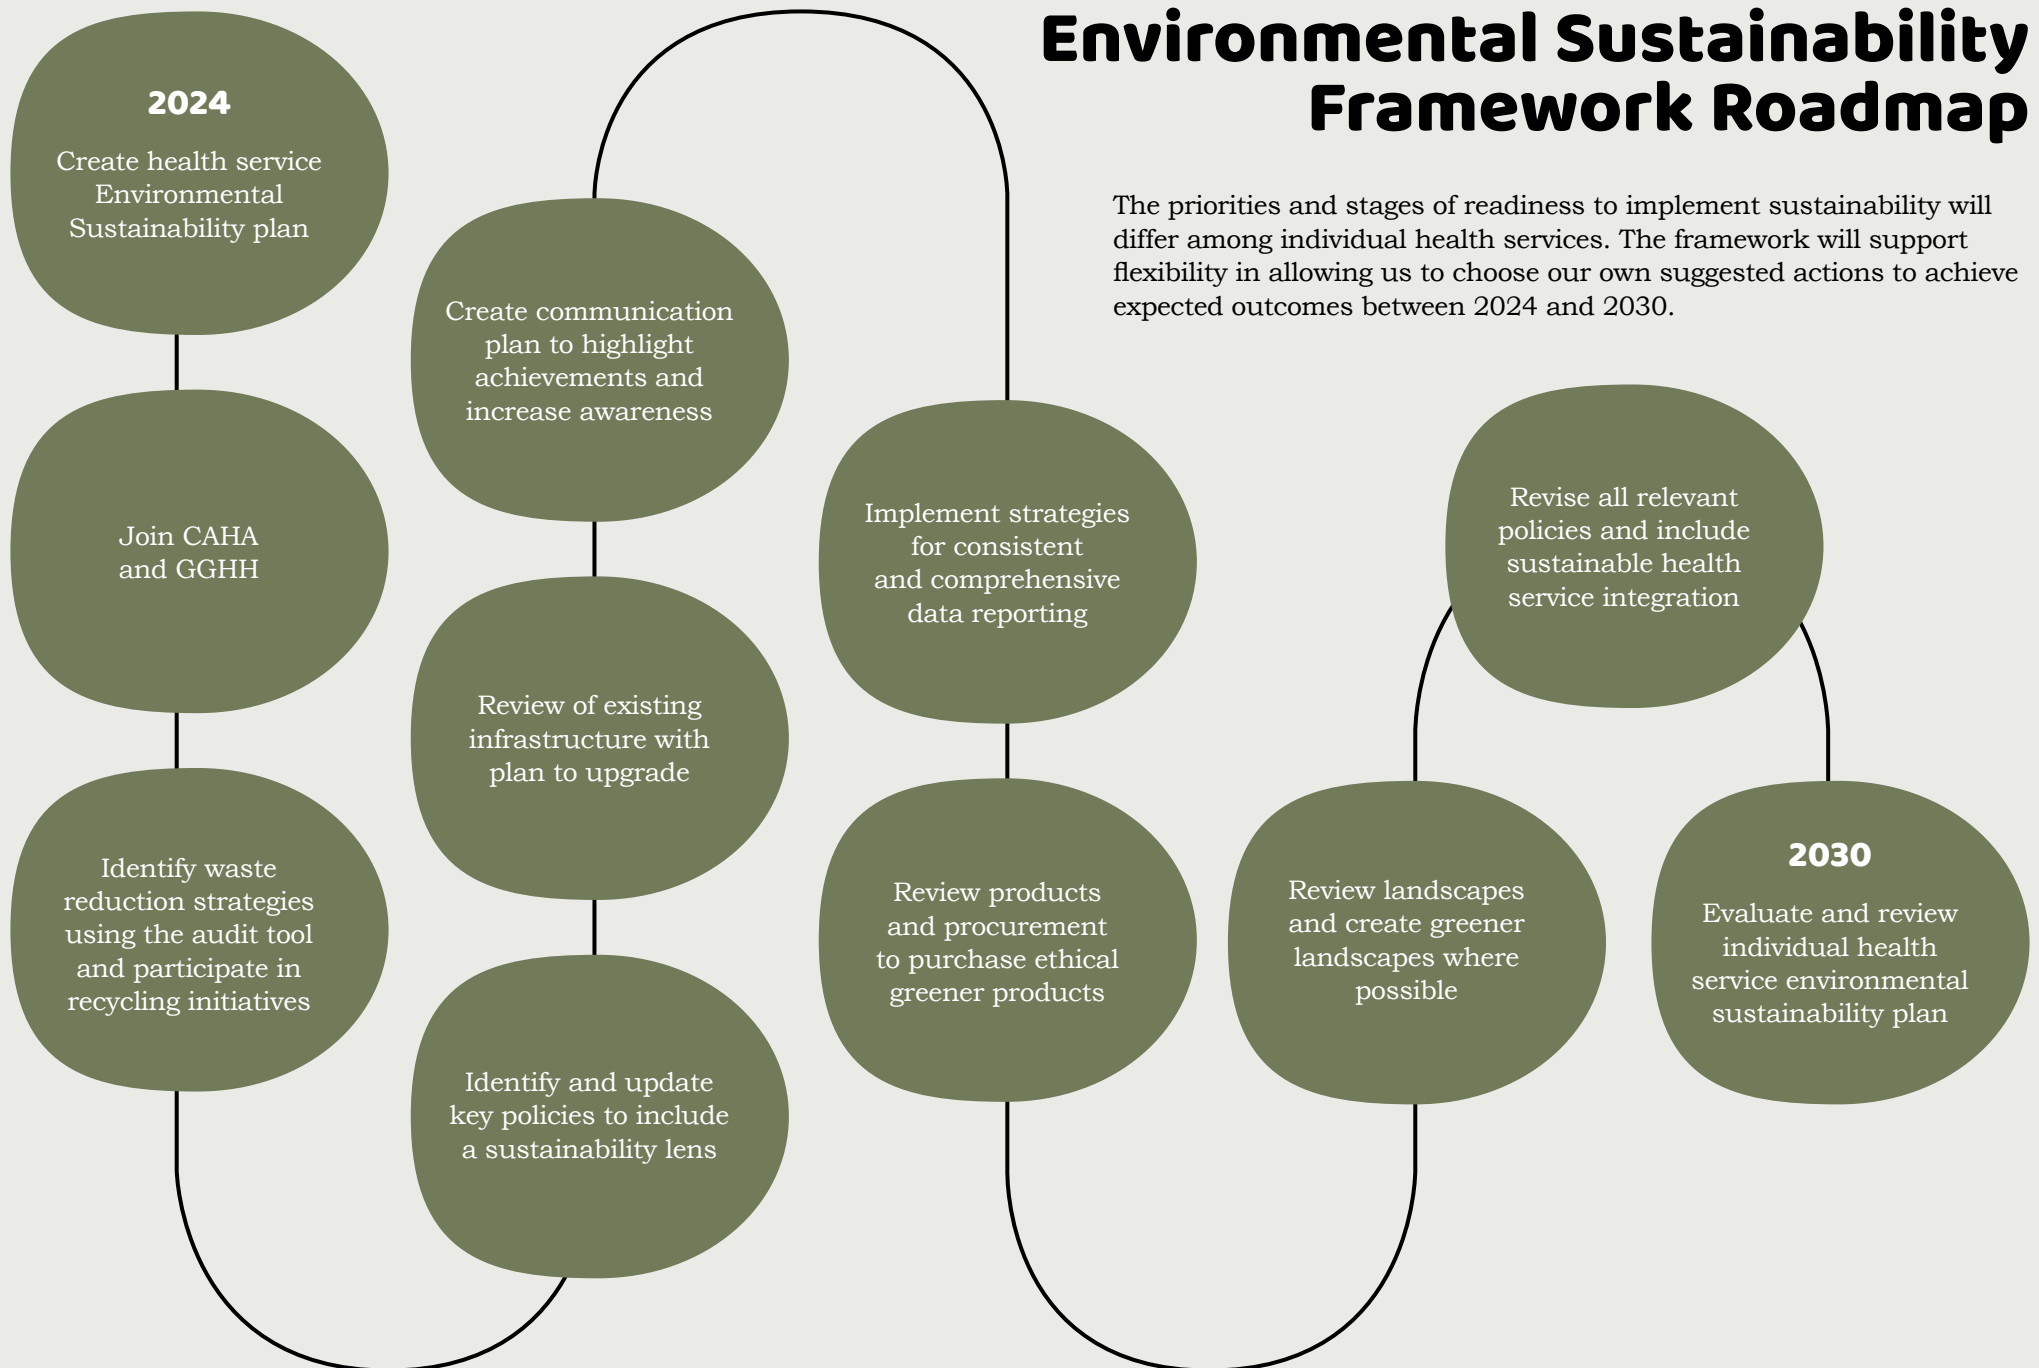 Environmental Sustainability
Framework Roadmap
The priorities and stages of readiness to implement sustainability will
differ among individual health services. The framework will support
flexibility in allowing us to choose our own suggested actions to achieve
expected outcomes between 2024 and 2030.
2024
Create health service
Environmental
Sustainability plan
Join CAHA
and GGHH
Identify waste
reduction strategies
using the audit tool
and participate in
recycling initiatives
Identify and update
key policies to include
a sustainability lens
Review of existing
infrastructure with
plan to upgrade
Create communication
plan to highlight
achievements and
increase awareness
Implement strategies
for consistent
and comprehensive
data reporting
Review products
and procurement
to purchase ethical
greener products
Review landscapes
and create greener
landscapes where
possible
Revise all relevant
policies and include
sustainable health
service integration
2030
Evaluate and review
individual health
service environmental
sustainability plan